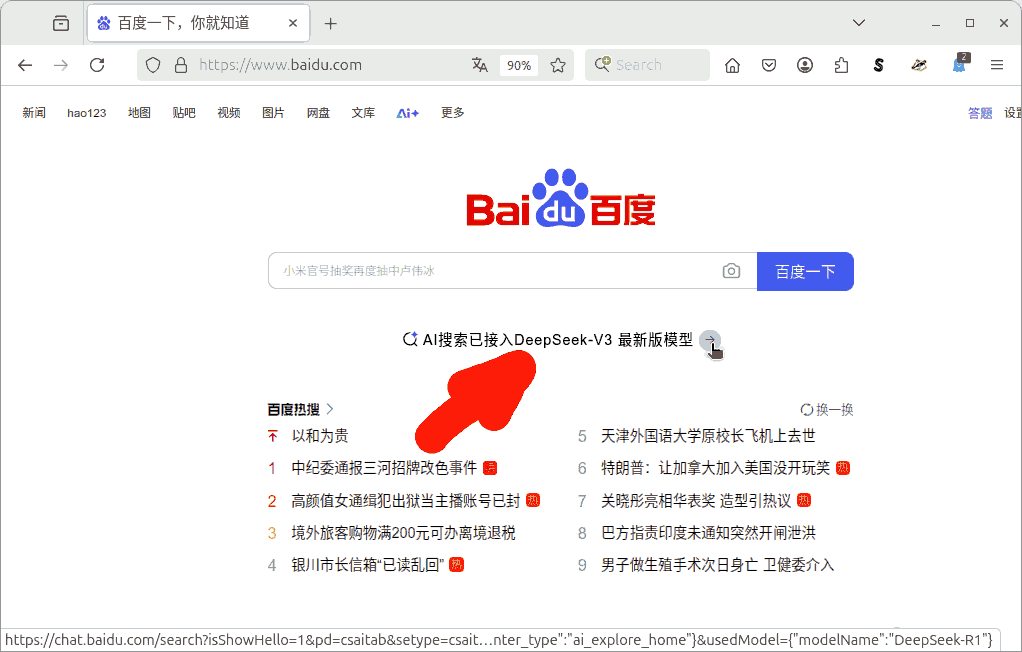 百度一下，你就知道
https://www.baidu.com
90%
Search
2
新闻 hao123 地图 贴吧 视频 图片 网盘 文库 Ai+ 更多 答题 设置
Bai du 百度
小米官号抽奖再度抽中卢伟冰
百度一下
AI搜索已接入DeepSeek-V3 最新版模型
百度热搜
换一换
以和为贵
1 中纪委通报三河招牌改色事件
2 高颜值女通缉犯出狱当主播账号已封 热
3 境外旅客购物满200元可办离境退税
4 银川市长信箱“已读乱回” 热
5 天津外国语大学原校长飞机上去世
6 特朗普：让加拿大加入美国没开玩笑 热
7 关晓彤亮相华表奖 造型引热议 热
8 巴方指责印度未通知突然开闸泄洪
9 男子做生殖手术次日身亡 卫健委介入
https://chat.baidu.com/search?isShowHello=1&pd=csaitab&setype=csait…nter_type":"ai_explore_home"}&usedModel={"modelName":"DeepSeek-R1"}